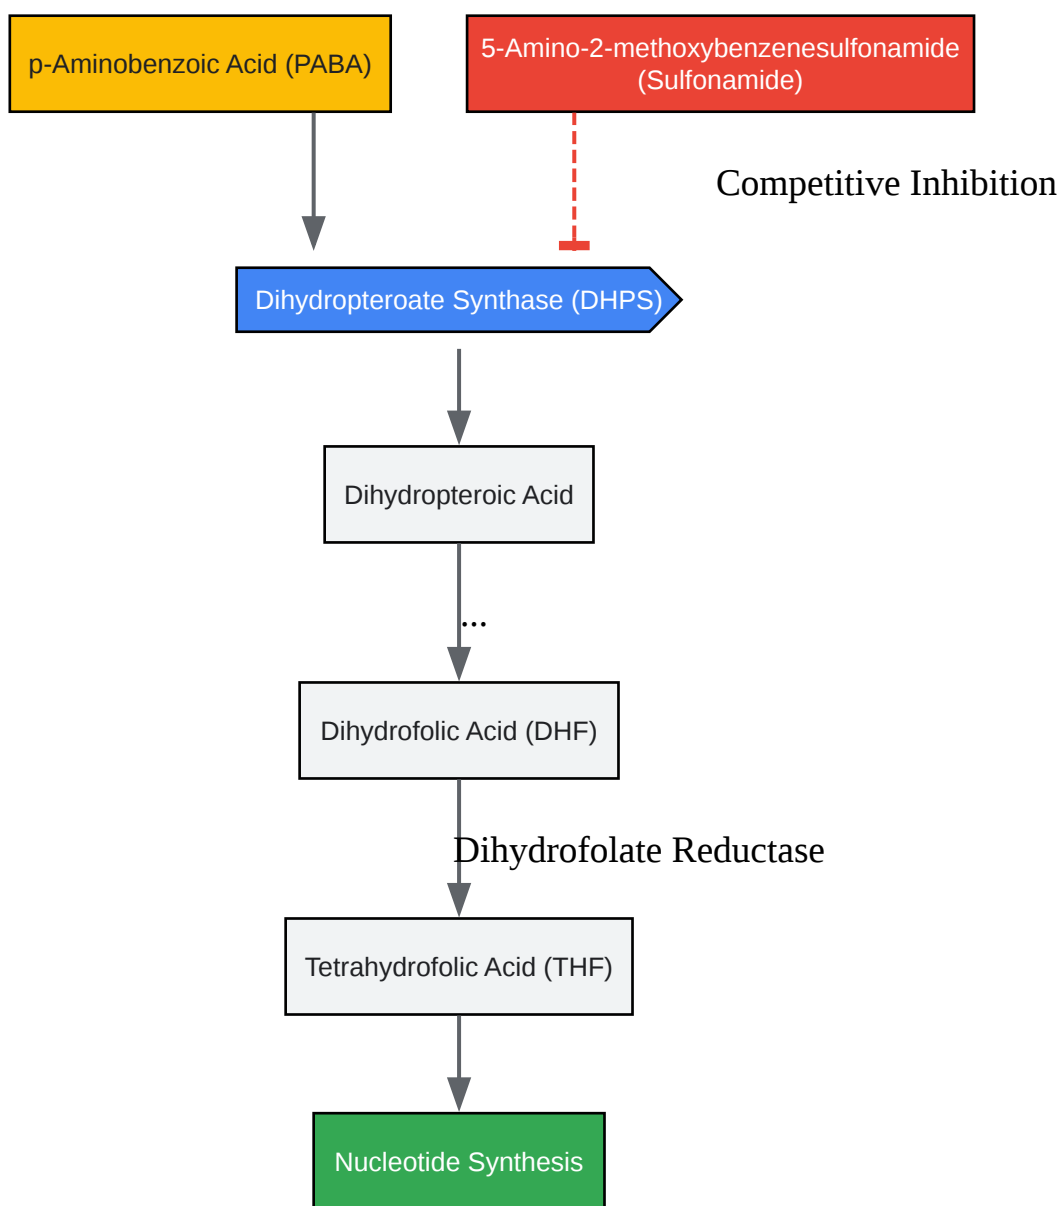 p-Aminobenzoic Acid (PABA)
5-Amino-2-methoxybenzenesulfonamide
(Sulfonamide)
Competitive Inhibition
Dihydropteroate Synthase (DHPS)
Dihydropteroic Acid
...
Dihydrofolic Acid (DHF)
Dihydrofolate Reductase
Tetrahydrofolic Acid (THF)
Nucleotide Synthesis